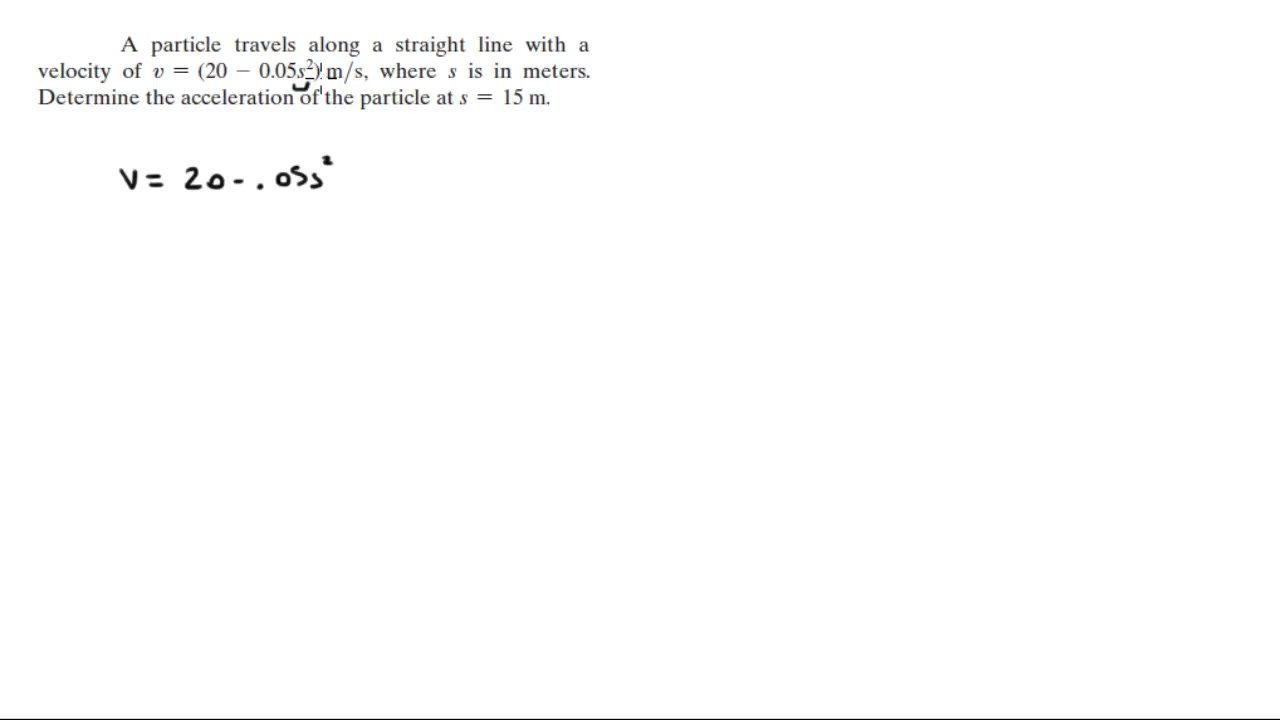 A particle travels along a straight line with a
velocity of v = (20 − 0.05s²) m/s, where s is in meters.
Determine the acceleration of the particle at s = 15 m.
v = 20 - .05s²